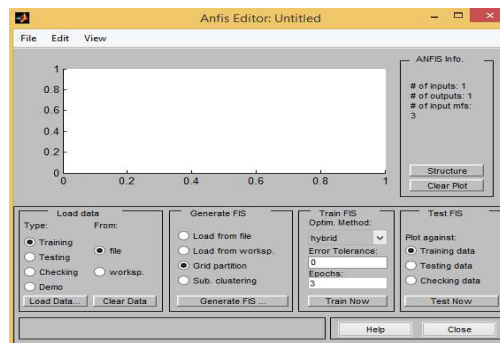 Anfis Editor: Untitled
File Edit View
ANFIS Info.
# of inputs: 1
# of outputs: 1
# of input mfs:
3
Structure
Clear Plot
1
0.8
0.6
0.4
0.2
0
0 0.2 0.4 0.6 0.8 1
Load data
Type: From:
Training
Testing
Checking
Demo
file
worksp.
Load Data... Clear Data
Generate FIS
Load from file
Load from worksp.
Grid partition
Sub. clustering
Generate FIS ...
Train FIS
Optim. Method:
hybrid
Error Tolerance:
0
Epochs:
3
Train Now
Test FIS
Plot against:
Training data
Testing data
Checking data
Test Now
Help Close